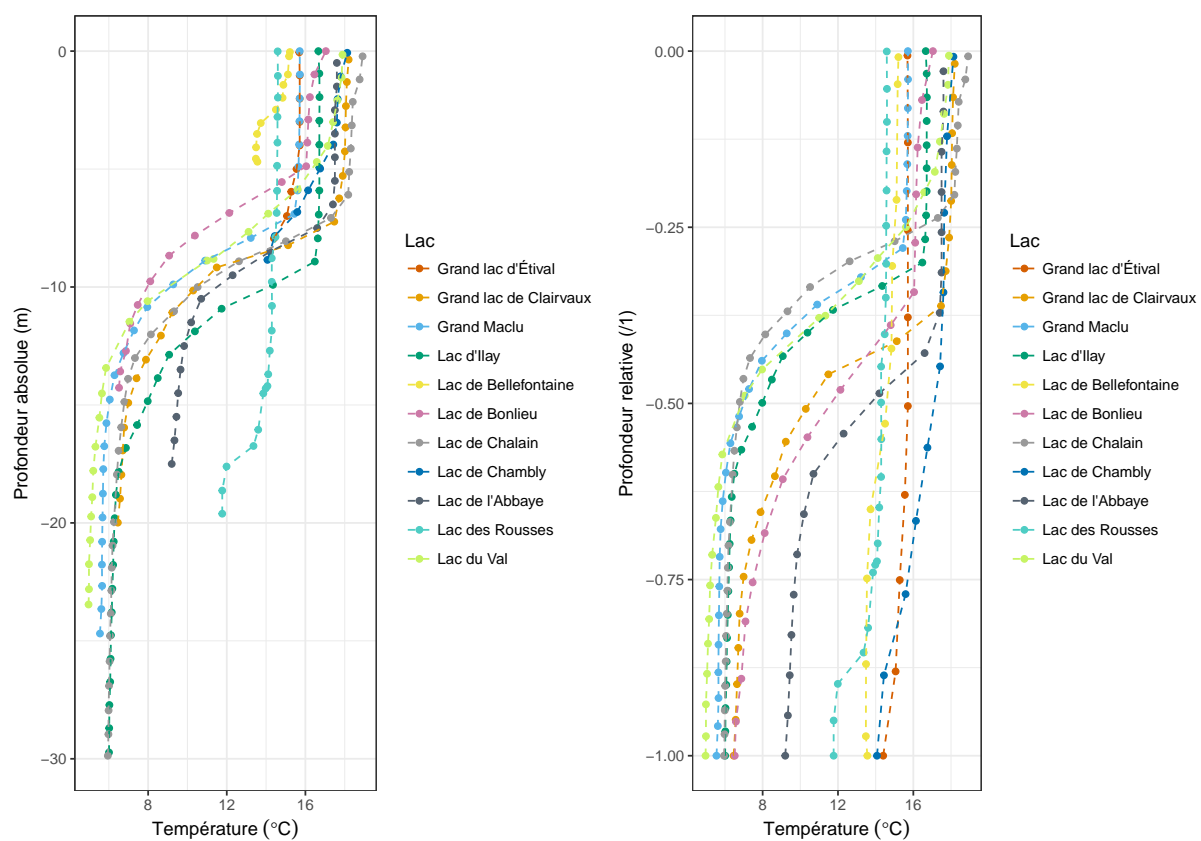 0
−10
−20
−30
Profondeur absolue (m)
8
12
16
Température (°C)
Lac
Grand lac d'Étival
Grand lac de Clairvaux
Grand Maclu
Lac d'Ilay
Lac de Bellefontaine
Lac de Bonlieu
Lac de Chalain
Lac de Chambly
Lac de l'Abbaye
Lac des Rousses
Lac du Val
0.00
−0.25
−0.50
−0.75
−1.00
Profondeur relative (/1)
8
12
16
Température (°C)
Lac
Grand lac d'Étival
Grand lac de Clairvaux
Grand Maclu
Lac d'Ilay
Lac de Bellefontaine
Lac de Bonlieu
Lac de Chalain
Lac de Chambly
Lac de l'Abbaye
Lac des Rousses
Lac du Val